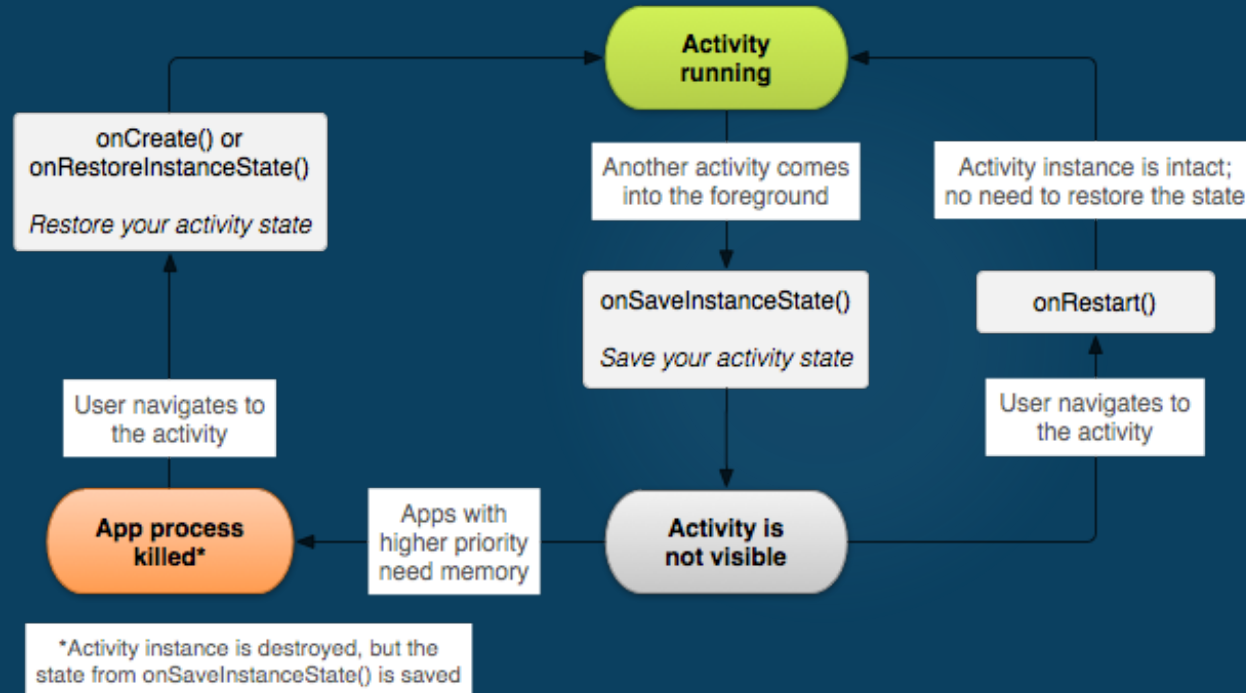 Activity
running
onCreate() or
onRestoreInstanceState()
Restore your activity state
Another activity comes
into the foreground
Activity instance is intact;
no need to restore the state
onSaveInstanceState()
Save your activity state
onRestart()
User navigates to
the activity
User navigates to
the activity
App process
killed*
Apps with
higher priority
need memory
Activity is
not visible
*Activity instance is destroyed, but the
state from onSaveInstanceState() is saved